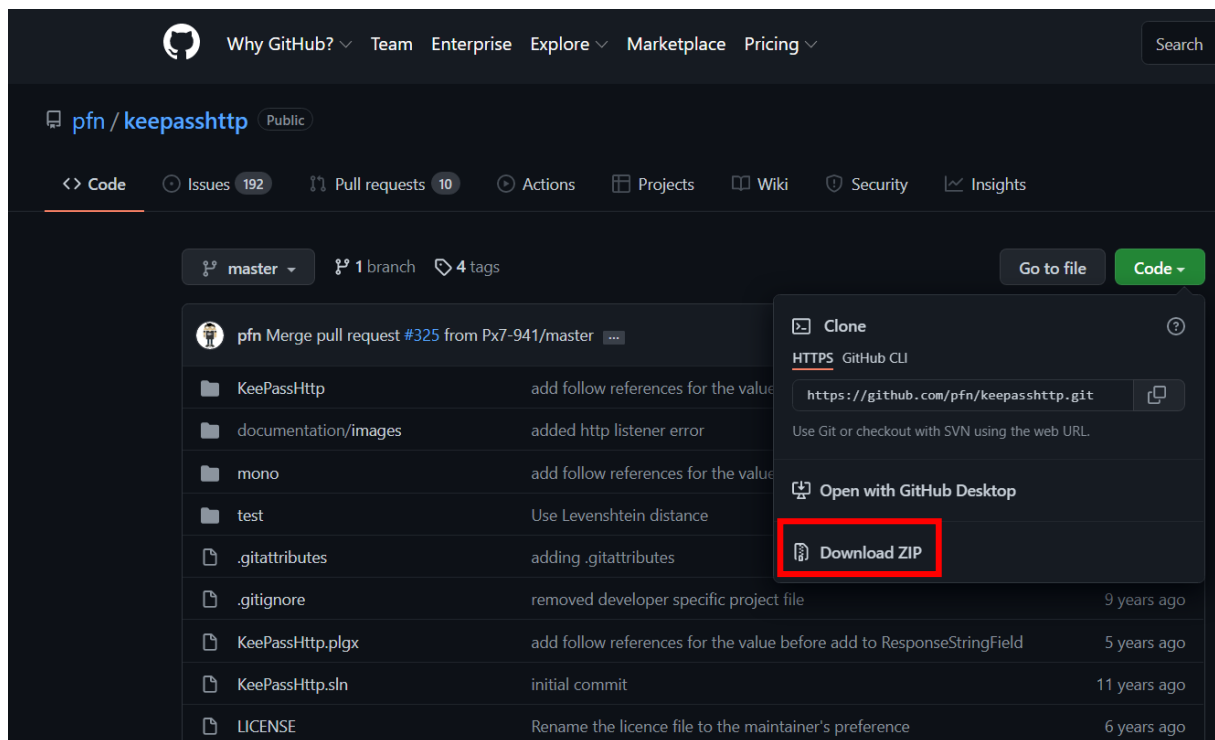 Why GitHub? Team Enterprise Explore Marketplace Pricing Search
pfn / keepasshttp Public
<> Code Issues 192 Pull requests 10 Actions Projects Wiki Security Insights
master 1 branch 4 tags Go to file Code
pfn Merge pull request #325 from Px7-941/master ...
Clone
HTTPS GitHub CLI
https://github.com/pfn/keepasshttp.git
Use Git or checkout with SVN using the web URL.
Open with GitHub Desktop
Download ZIP
KeePassHttp add follow references for the value
documentation/images added http listener error
mono add follow references for the value
test Use Levenshtein distance
.gitattributes adding .gitattributes
.gitignore removed developer specific project file 9 years ago
KeePassHttp.plgx add follow references for the value before add to ResponseStringField 5 years ago
KeePassHttp.sln initial commit 11 years ago
LICENSE Rename the licence file to the maintainer's preference 6 years ago